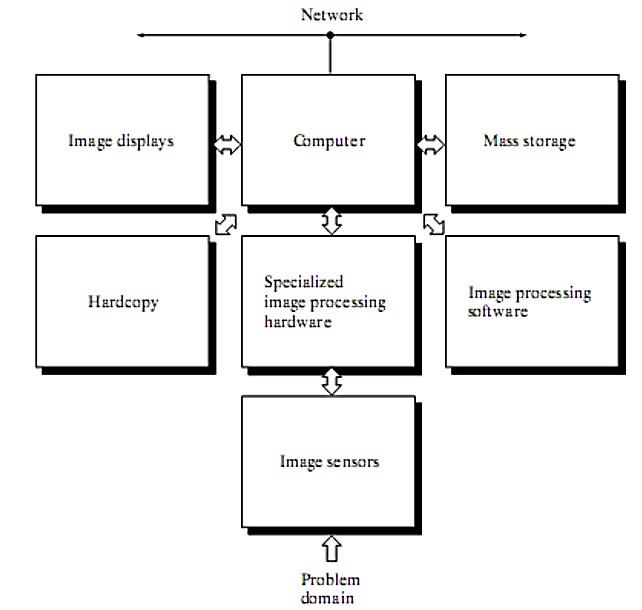 Network
Image displays
Computer
Mass storage
Hardcopy
Specialized
image processing
hardware
Image processing
software
Image sensors
Problem
domain